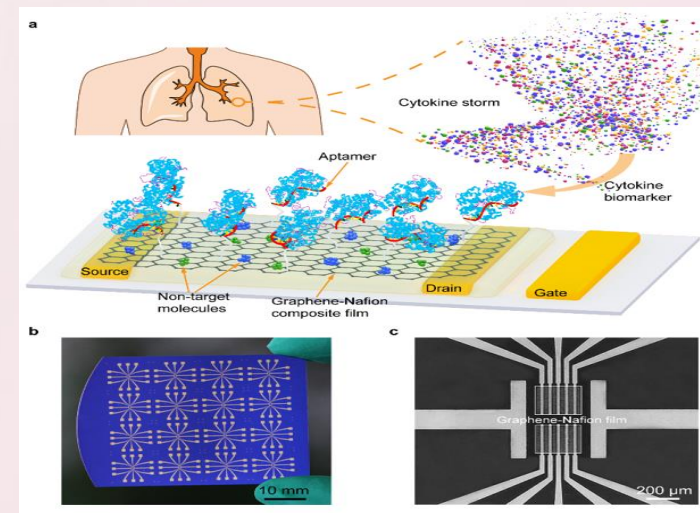 a
Cytokine storm
Aptamer
Cytokine
biomarker
Source
Drain
Gate
Non-target
molecules
Graphene-Nafion
composite film
b
c
Graphene-Nafion film
10 mm
200 μm